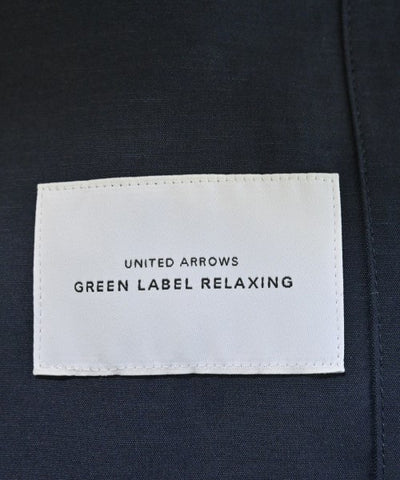 UNITED ARROWS
GREEN LABEL RELAXING